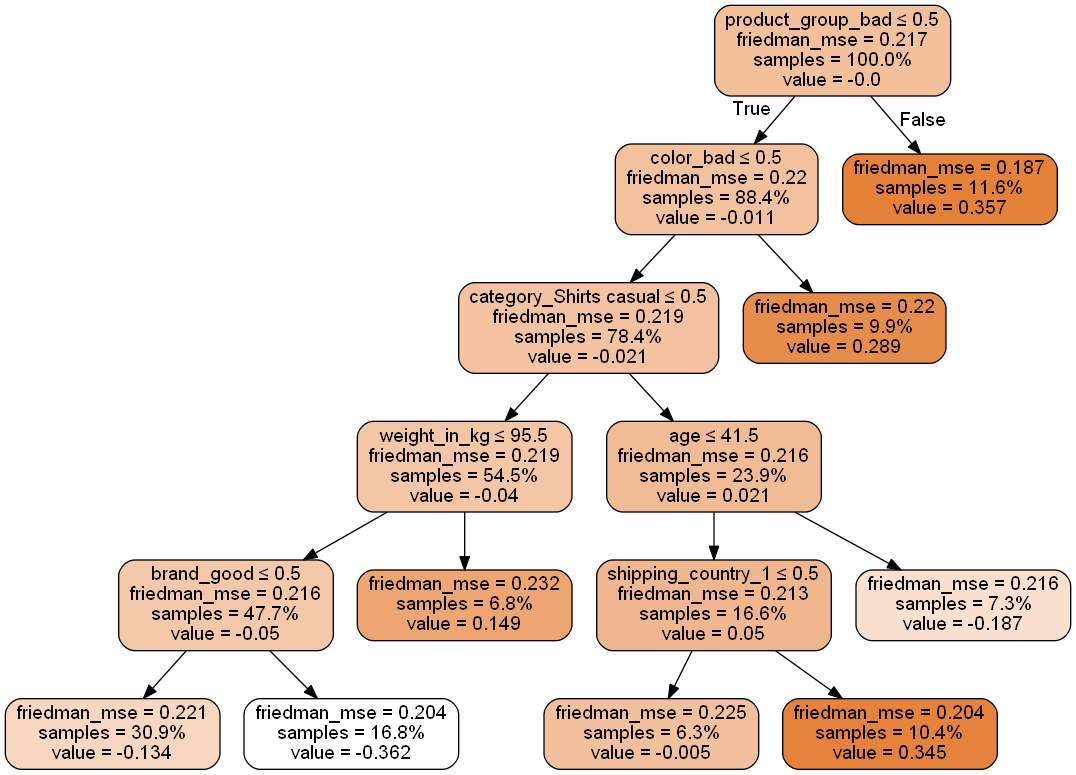 product_group_bad ≤ 0.5
friedman_mse = 0.217
samples = 100.0%
value = -0.0
True
False
color_bad ≤ 0.5
friedman_mse = 0.22
samples = 88.4%
value = -0.011
friedman_mse = 0.187
samples = 11.6%
value = 0.357
category_Shirts casual ≤ 0.5
friedman_mse = 0.219
samples = 78.4%
value = -0.021
friedman_mse = 0.22
samples = 9.9%
value = 0.289
weight_in_kg ≤ 95.5
friedman_mse = 0.219
samples = 54.5%
value = -0.04
age ≤ 41.5
friedman_mse = 0.216
samples = 23.9%
value = 0.021
brand_good ≤ 0.5
friedman_mse = 0.216
samples = 47.7%
value = -0.05
friedman_mse = 0.232
samples = 6.8%
value = 0.149
shipping_country_1 ≤ 0.5
friedman_mse = 0.213
samples = 16.6%
value = 0.05
friedman_mse = 0.216
samples = 7.3%
value = -0.187
friedman_mse = 0.221
samples = 30.9%
value = -0.134
friedman_mse = 0.204
samples = 16.8%
value = -0.362
friedman_mse = 0.225
samples = 6.3%
value = -0.005
friedman_mse = 0.204
samples = 10.4%
value = 0.345